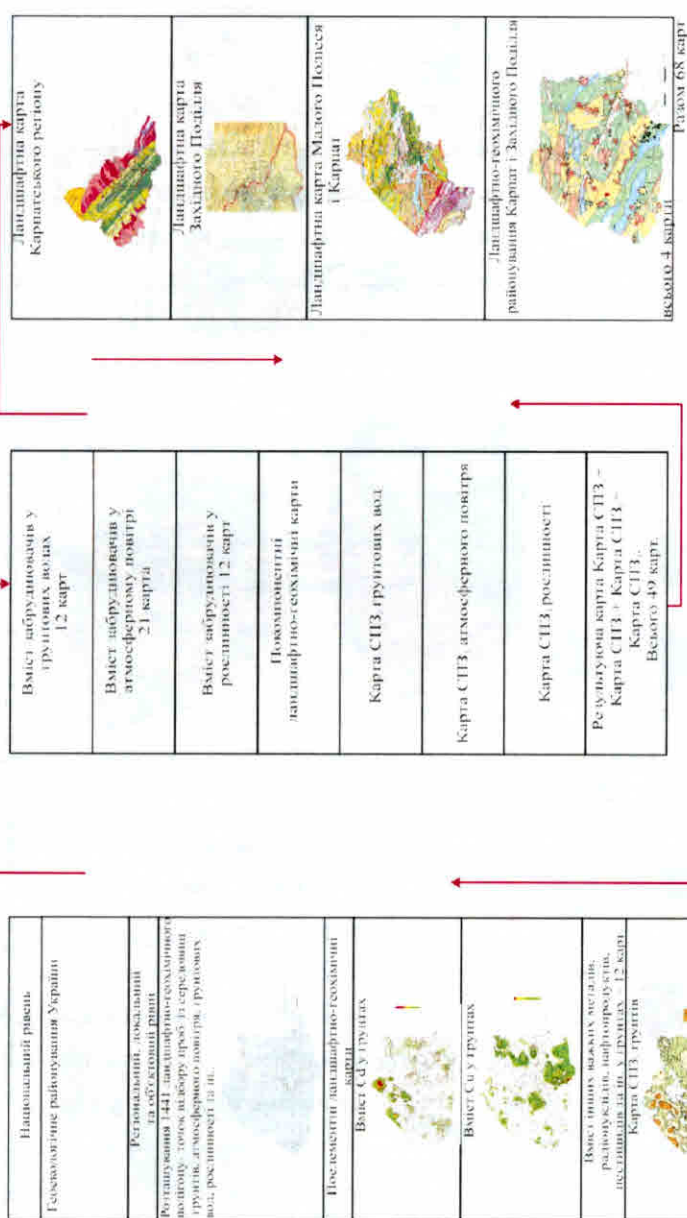 Національний рівень
Геоекологічне районування України
Регіональний, локальний
та об'єктовий рівні
Розташування 1441 ландшафтно-геохімічного
полігону- точок відбору проб із середовищ
ґрунтів, атмосферного повітря, ґрунтових
вод, рослинності та ін.
Поелементні ландшафтно-геохімічні
карти
Вміст Cd у ґрунтах
Вміст Cu у ґрунтах
Вміст інших важких металів,
радіонуклідів, нафтопродуктів,
пестицидів та ін. у ґрунтах – 12 карт
Карта СПЗ ґрунтів
Вміст забруднювачів у
ґрунтових водах
12 карт
Вміст забруднювачів у
атмосферному повітрі
21 карта
Вміст забруднювачів у
рослинності 12 карт
Покомпонентні
ландшафтно-геохімічні карти
Карта СПЗ ґрунтових вод
Карта СПЗ атмосферного повітря
Карта СПЗ рослинності
Результуюча карта Карта СПЗ –
Карта СПЗ + Карта СПЗ –
Карта СПЗ.
Всього 49 карт.
Ландшафтна карта
Карпатського регіону
Ландшафтна карта
Західного Поділля
Ландшафтна карта Малого Полісся
і Карпат
Ландшафтно-геохімічного
районування Карпат і Західного Поділля
всього 4 карти
Разом 68 карт